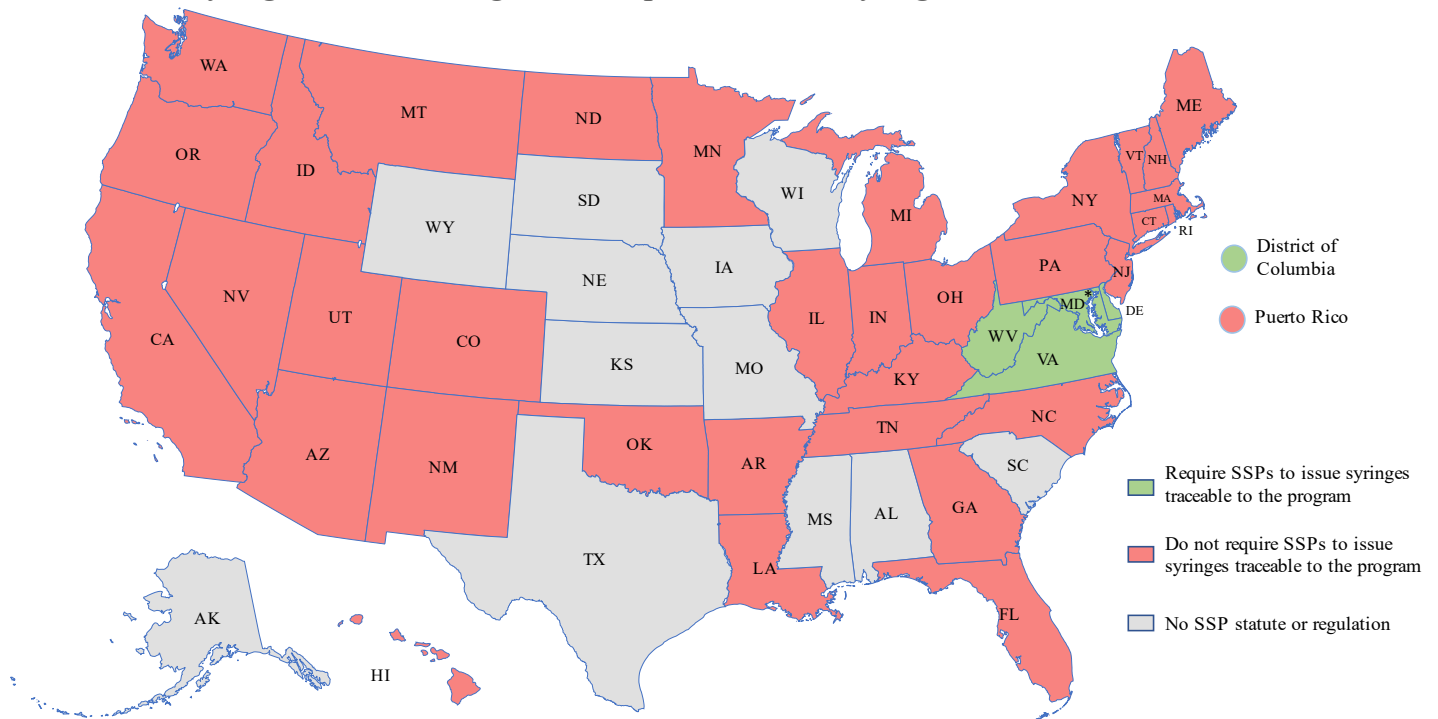 WA
MT
ND
MN
ME
OR
ID
VT
NH
WY
SD
WI
MI
NY
MA
CT
RI
NV
UT
CO
NE
IA
IL
IN
OH
PA
NJ
District of
Columbia
CA
KS
MO
KY
WV
VA
MD
*
DE
Puerto Rico
AZ
NM
OK
AR
TN
NC
SC
TX
LA
MS
AL
GA
FL
Require SSPs to issue syringes
traceable to the program
Do not require SSPs to issue
syringes traceable to the program
No SSP statute or regulation
AK
HI